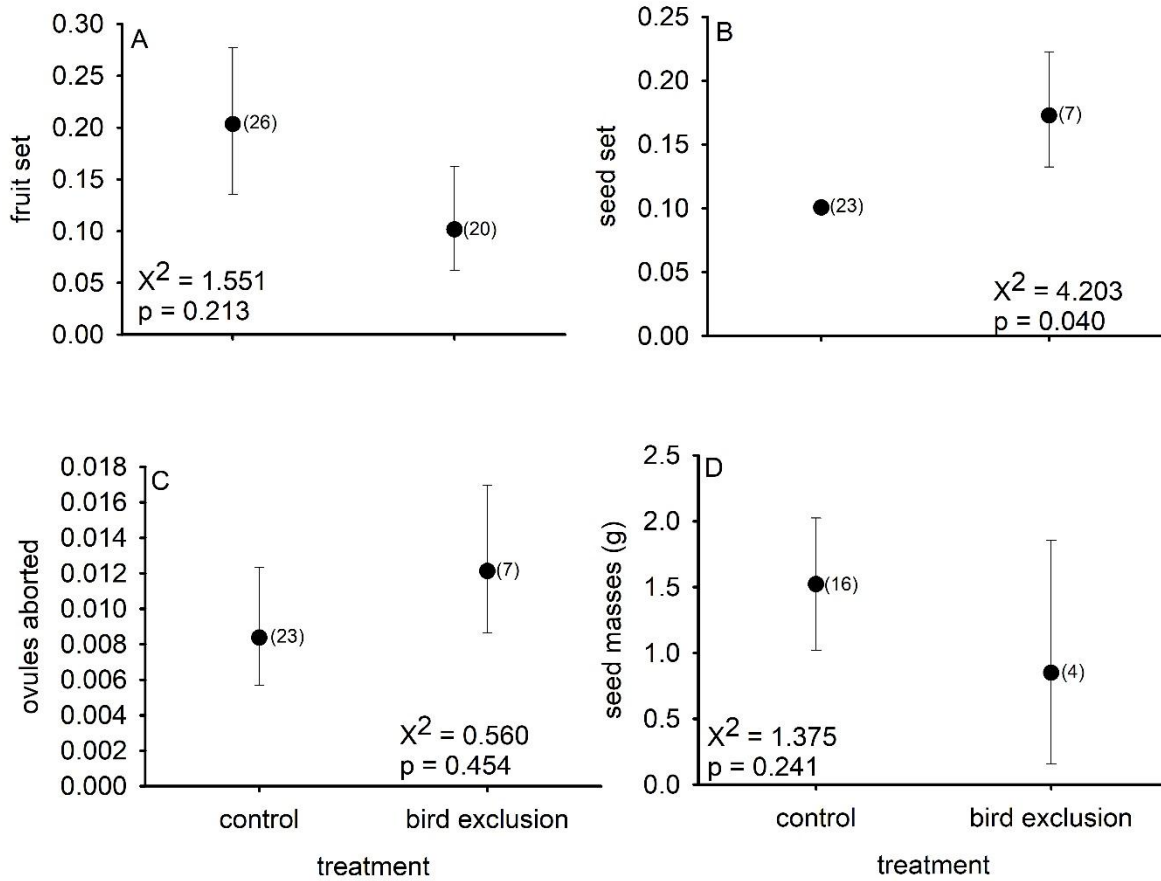 A
fruit set
0.30
0.25
0.20
0.15
0.10
0.05
0.00
(26)
(20)
X² = 1.551
p = 0.213
B
seed set
0.25
0.20
0.15
0.10
0.05
0.00
(23)
(7)
X² = 4.203
p = 0.040
C
ovules aborted
0.018
0.016
0.014
0.012
0.010
0.008
0.006
0.004
0.002
0.000
(23)
(7)
X² = 0.560
p = 0.454
control bird exclusion
treatment
D
seed masses (g)
2.5
2.0
1.5
1.0
0.5
0.0
(16)
(4)
X² = 1.375
p = 0.241
control bird exclusion
treatment